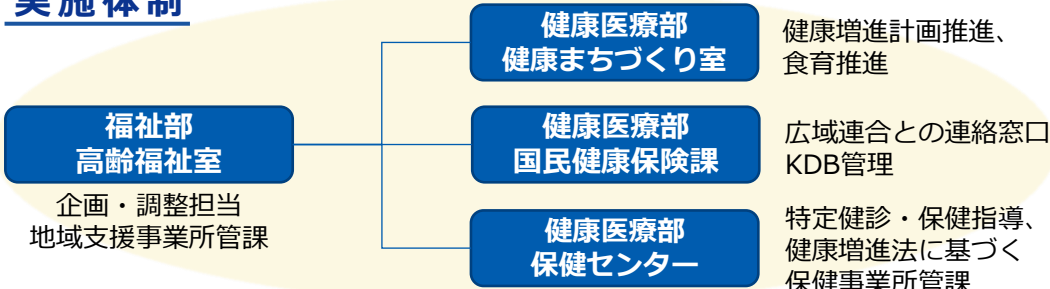 実施体制
健康医療部
健康まちづくり室
健康増進計画推進、
食育推進
福祉部
高齢福祉室
企画・調整担当
地域支援事業所管課
健康医療部
国民健康保険課
広域連合との連絡窓口
KDB管理
健康医療部
保健センター
特定健診・保健指導、
健康増進法に基づく
保健事業所管課